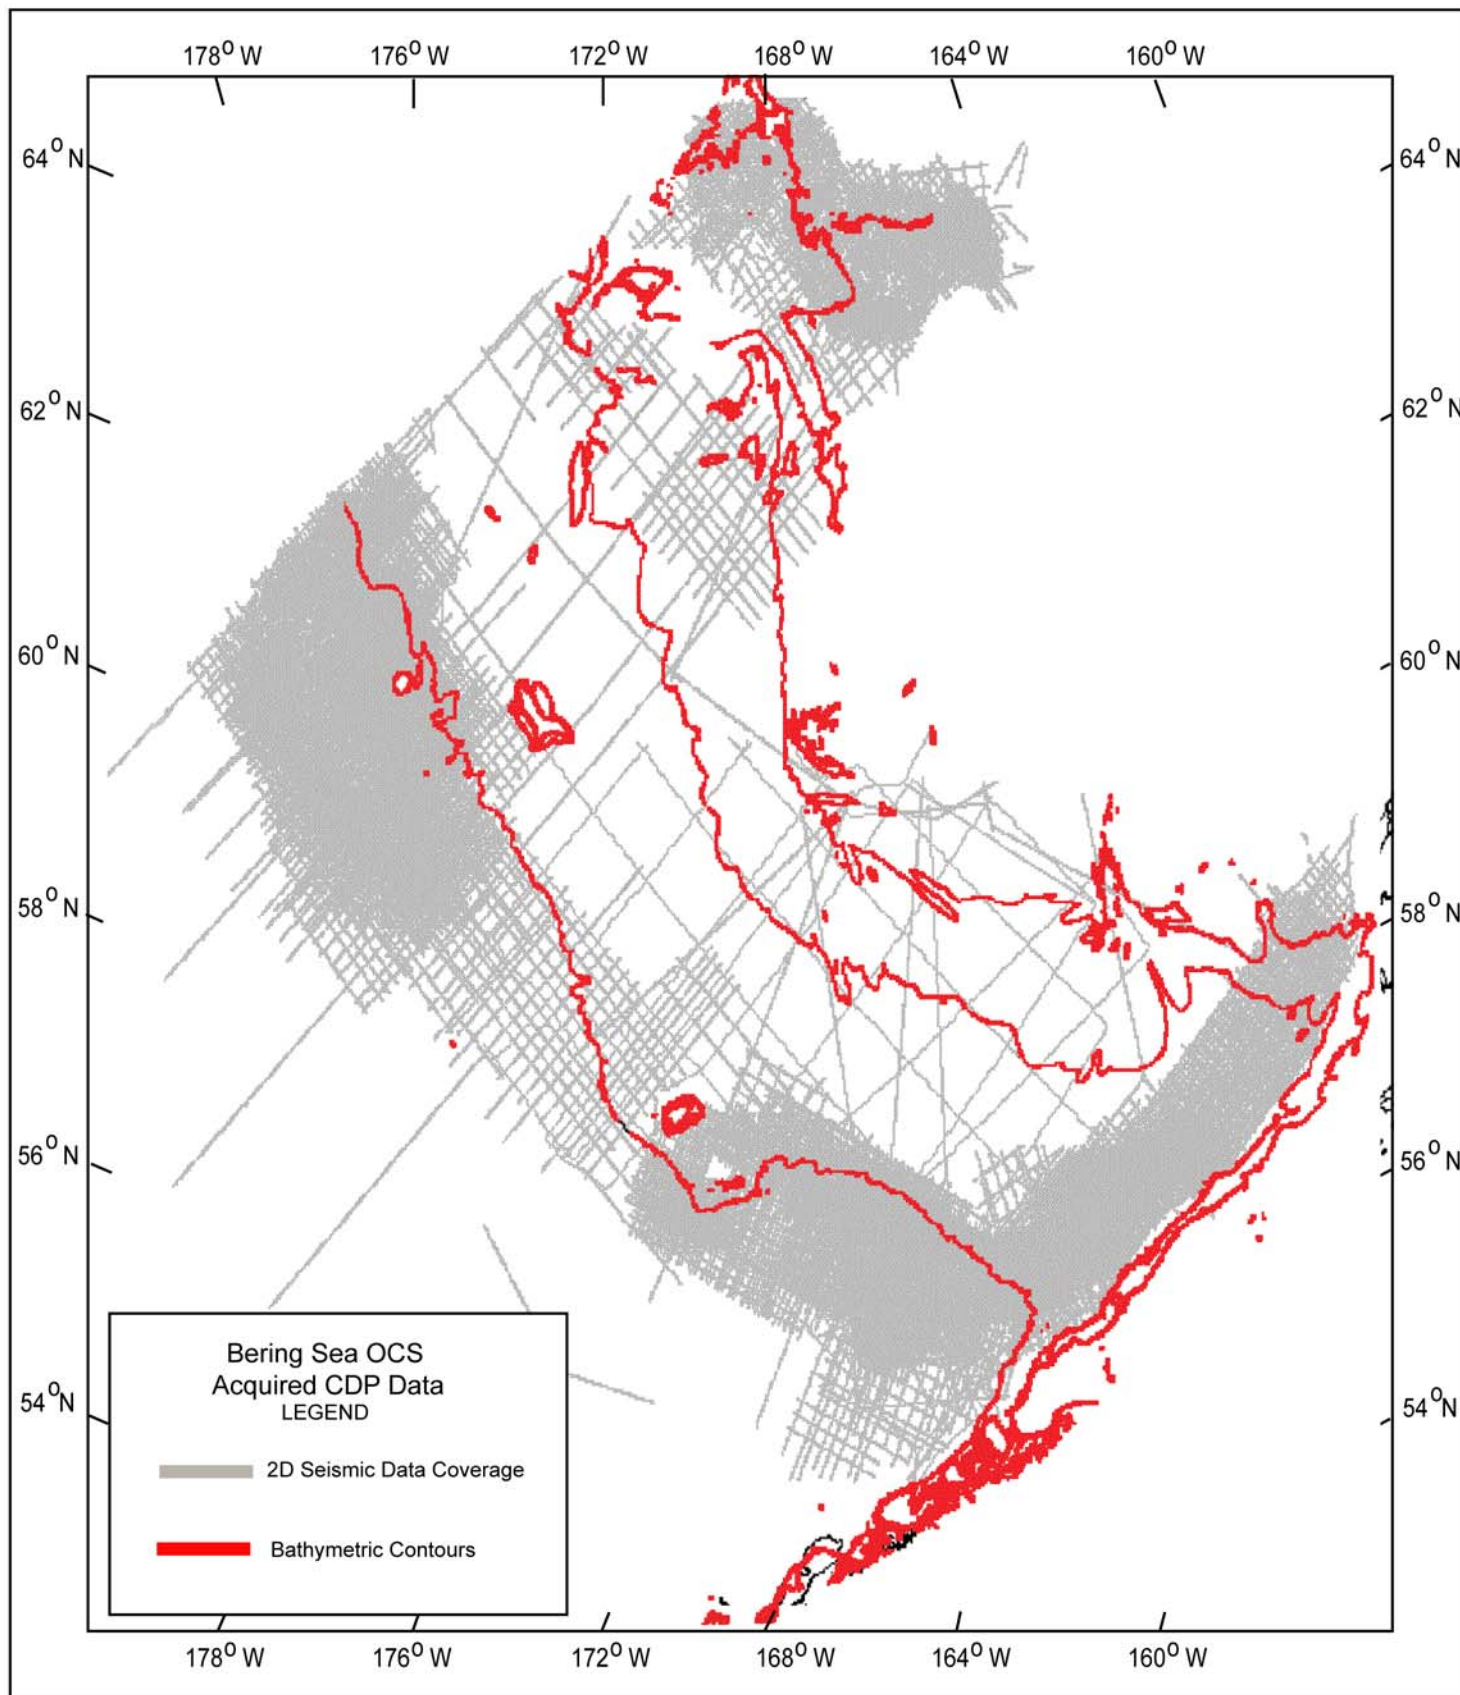 178° W 176° W 172° W 168° W 164° W 160° W
64° N 64° N
62° N 62° N
60° N 60° N
58° N 58° N
56° N 56° N
54° N 54° N
Bering Sea OCS
Acquired CDP Data
LEGEND
2D Seismic Data Coverage
Bathymetric Contours
178° W 176° W 172° W 168° W 164° W 160° W